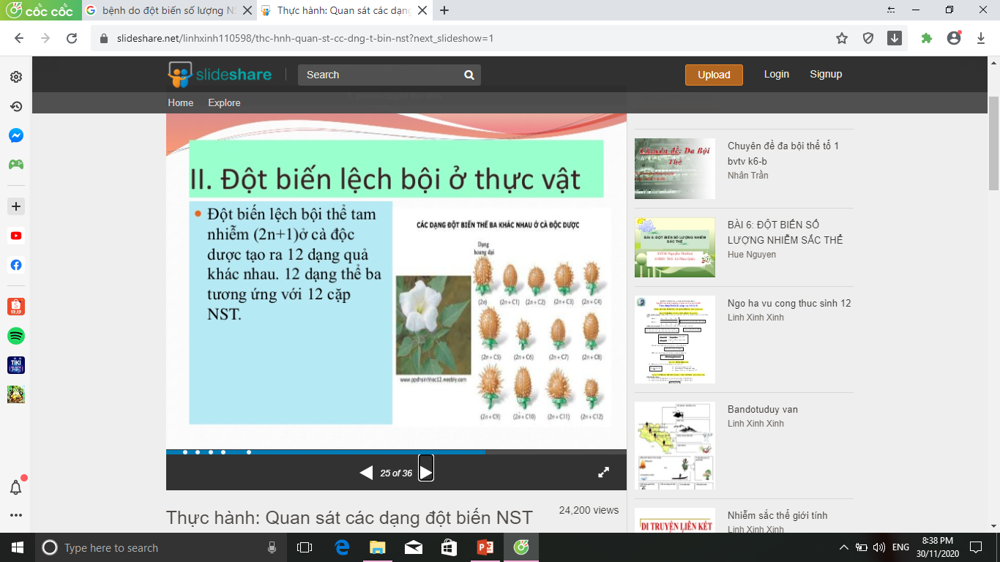 cốc cốc
bệnh do đột biến số lượng N
Thực hành: Quan sát các dạng
slideshare.net/linhxinh110598/thc-hnh-quan-st-cc-dng-t-bin-nst?next_slideshow=1
slideshare
Search
Upload
Login
Signup
Home
Explore
II. Đột biến lệch bội ở thực vật
Đột biến lệch bội thể tam
nhiễm (2n+1)ở cà độc
dược tạo ra 12 dạng quả
khác nhau. 12 dạng thể ba
tương ứng với 12 cặp
NST.
CÁC DẠNG ĐỘT BIẾN THỂ BA KHÁC NHAU Ở CÀ ĐỘC DƯỢC
Dạng
hoang dại
(2n) (2n + C1) (2n + C2) (2n + C3) (2n + C4)
(2n + C5) (2n + C6) (2n + C7) (2n + C8)
(2n + C9) (2n + C10) (2n + C11) (2n + C12)
www.ppdhsinhhoc12.weebly.com
25 of 36
Thực hành: Quan sát các dạng đột biến NST
24,200 views
Chuyên đề: Đa Bội
Thể
Chuyên đề đa bội thể tổ 1
bvtv k6-b
Nhân Trần
BÀI 6: ĐỘT BIẾN SỐ LƯỢNG NHIỄM
SẮC THỂ
BÀI 6: ĐỘT BIẾN SỐ
LƯỢNG NHIỄM SẮC THỂ
Hue Nguyen
Ngo ha vu cong thuc sinh 12
Linh Xinh Xinh
Bandotuduy van
Linh Xinh Xinh
DI TRUYỀN LIÊN KẾT
Nhiễm sắc thể giới tính
Linh Xinh Xinh
12.12
TIKI
Type here to search
ENG
8:38 PM
30/11/2020